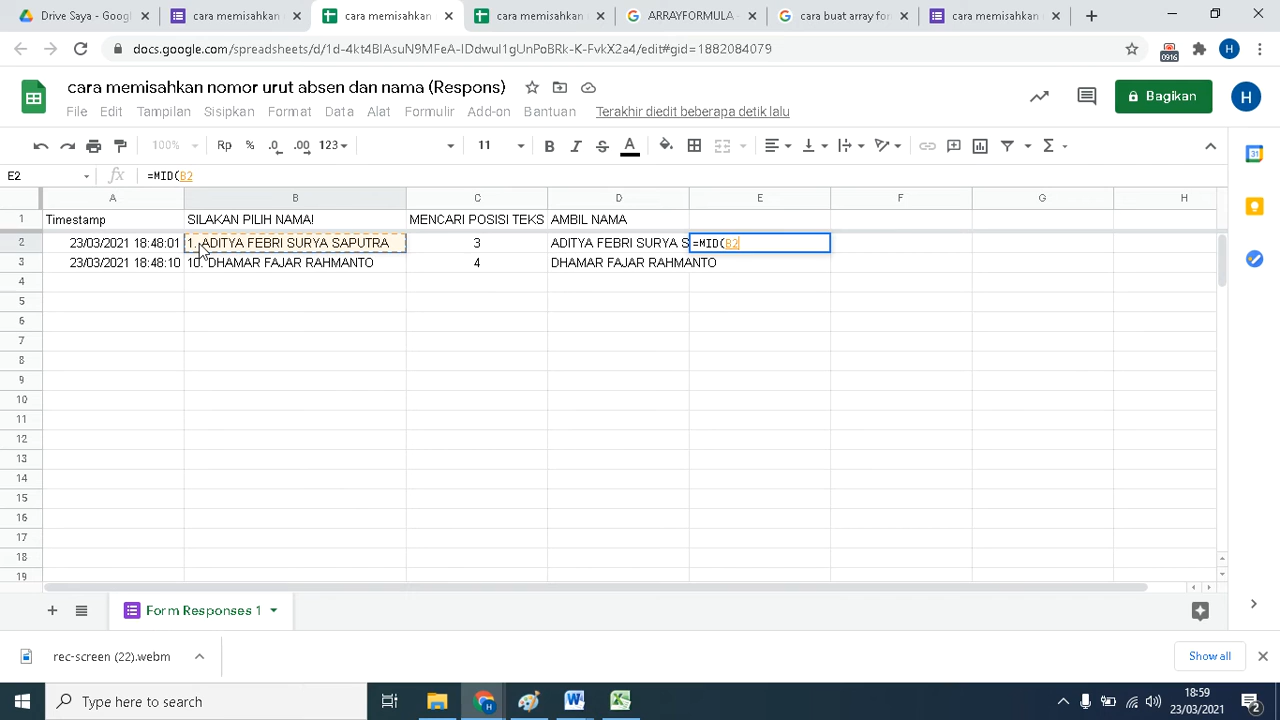 Drive Saya - G
cara memisahkan n
cara memisahkan
cara memisahkan
ARRAYFORMULA
cara buat array fo
cara memisahkan
docs.google.com/spreadsheets/d/1d-4kt4BIAsuN9MFeA-IDdwuI1gUnPoBRk-K-FvkX2a4/edit#gid=1882084079
0916
H
cara memisahkan nomor urut absen dan nama (Respons)
File Edit Tampilan Sisipkan Format Data Alat Formulir Add-on Bantuan Terakhir diedit beberapa detik lalu
Bagikan
H
100% Rp % .0 .00 123 11 B I S A Σ
31
E2 fx =MID(B2
A B C D E F G H
1 Timestamp SILAKAN PILIH NAMA! MENCARI POSISI TEKS AMBIL NAMA
2 23/03/2021 18:48:01 1. ADITYA FEBRI SURYA SAPUTRA 3 ADITYA FEBRI SURYA S =MID(B2
3 23/03/2021 18:48:10 10. DHAMAR FAJAR RAHMANTO 4 DHAMAR FAJAR RAHMANTO
4
5
6
7
8
9
10
11
12
13
14
15
16
17
18
19
Form Responses 1
rec-screen (22).webm
Show all
Type here to search
18:59
23/03/2021
2